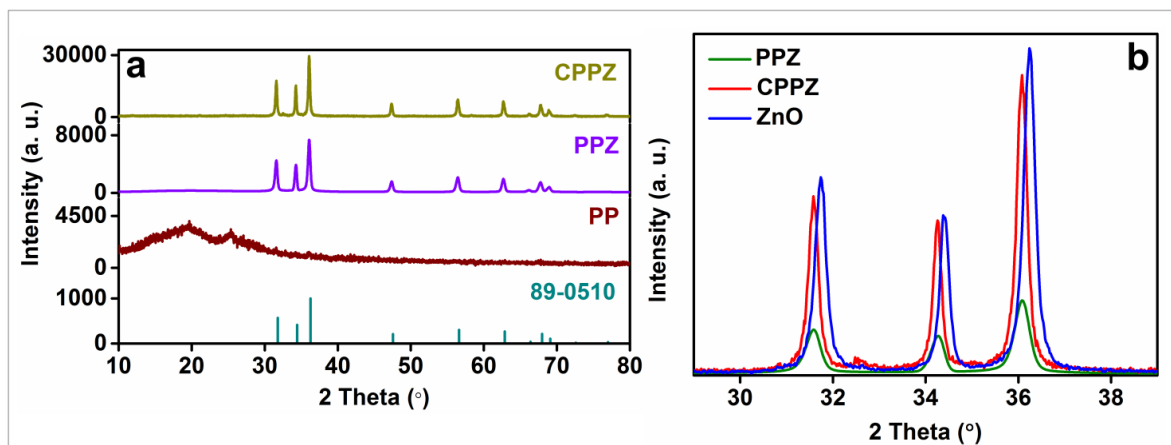 a
30000
0
CPPZ
8000
0
PPZ
4500
0
PP
1000
0
89-0510
10 20 30 40 50 60 70 80
2 Theta (○)
Intensity (a. u.)
b
PPZ
CPPZ
ZnO
30 32 34 36 38
2 Theta (○)
Intensity (a. u.)